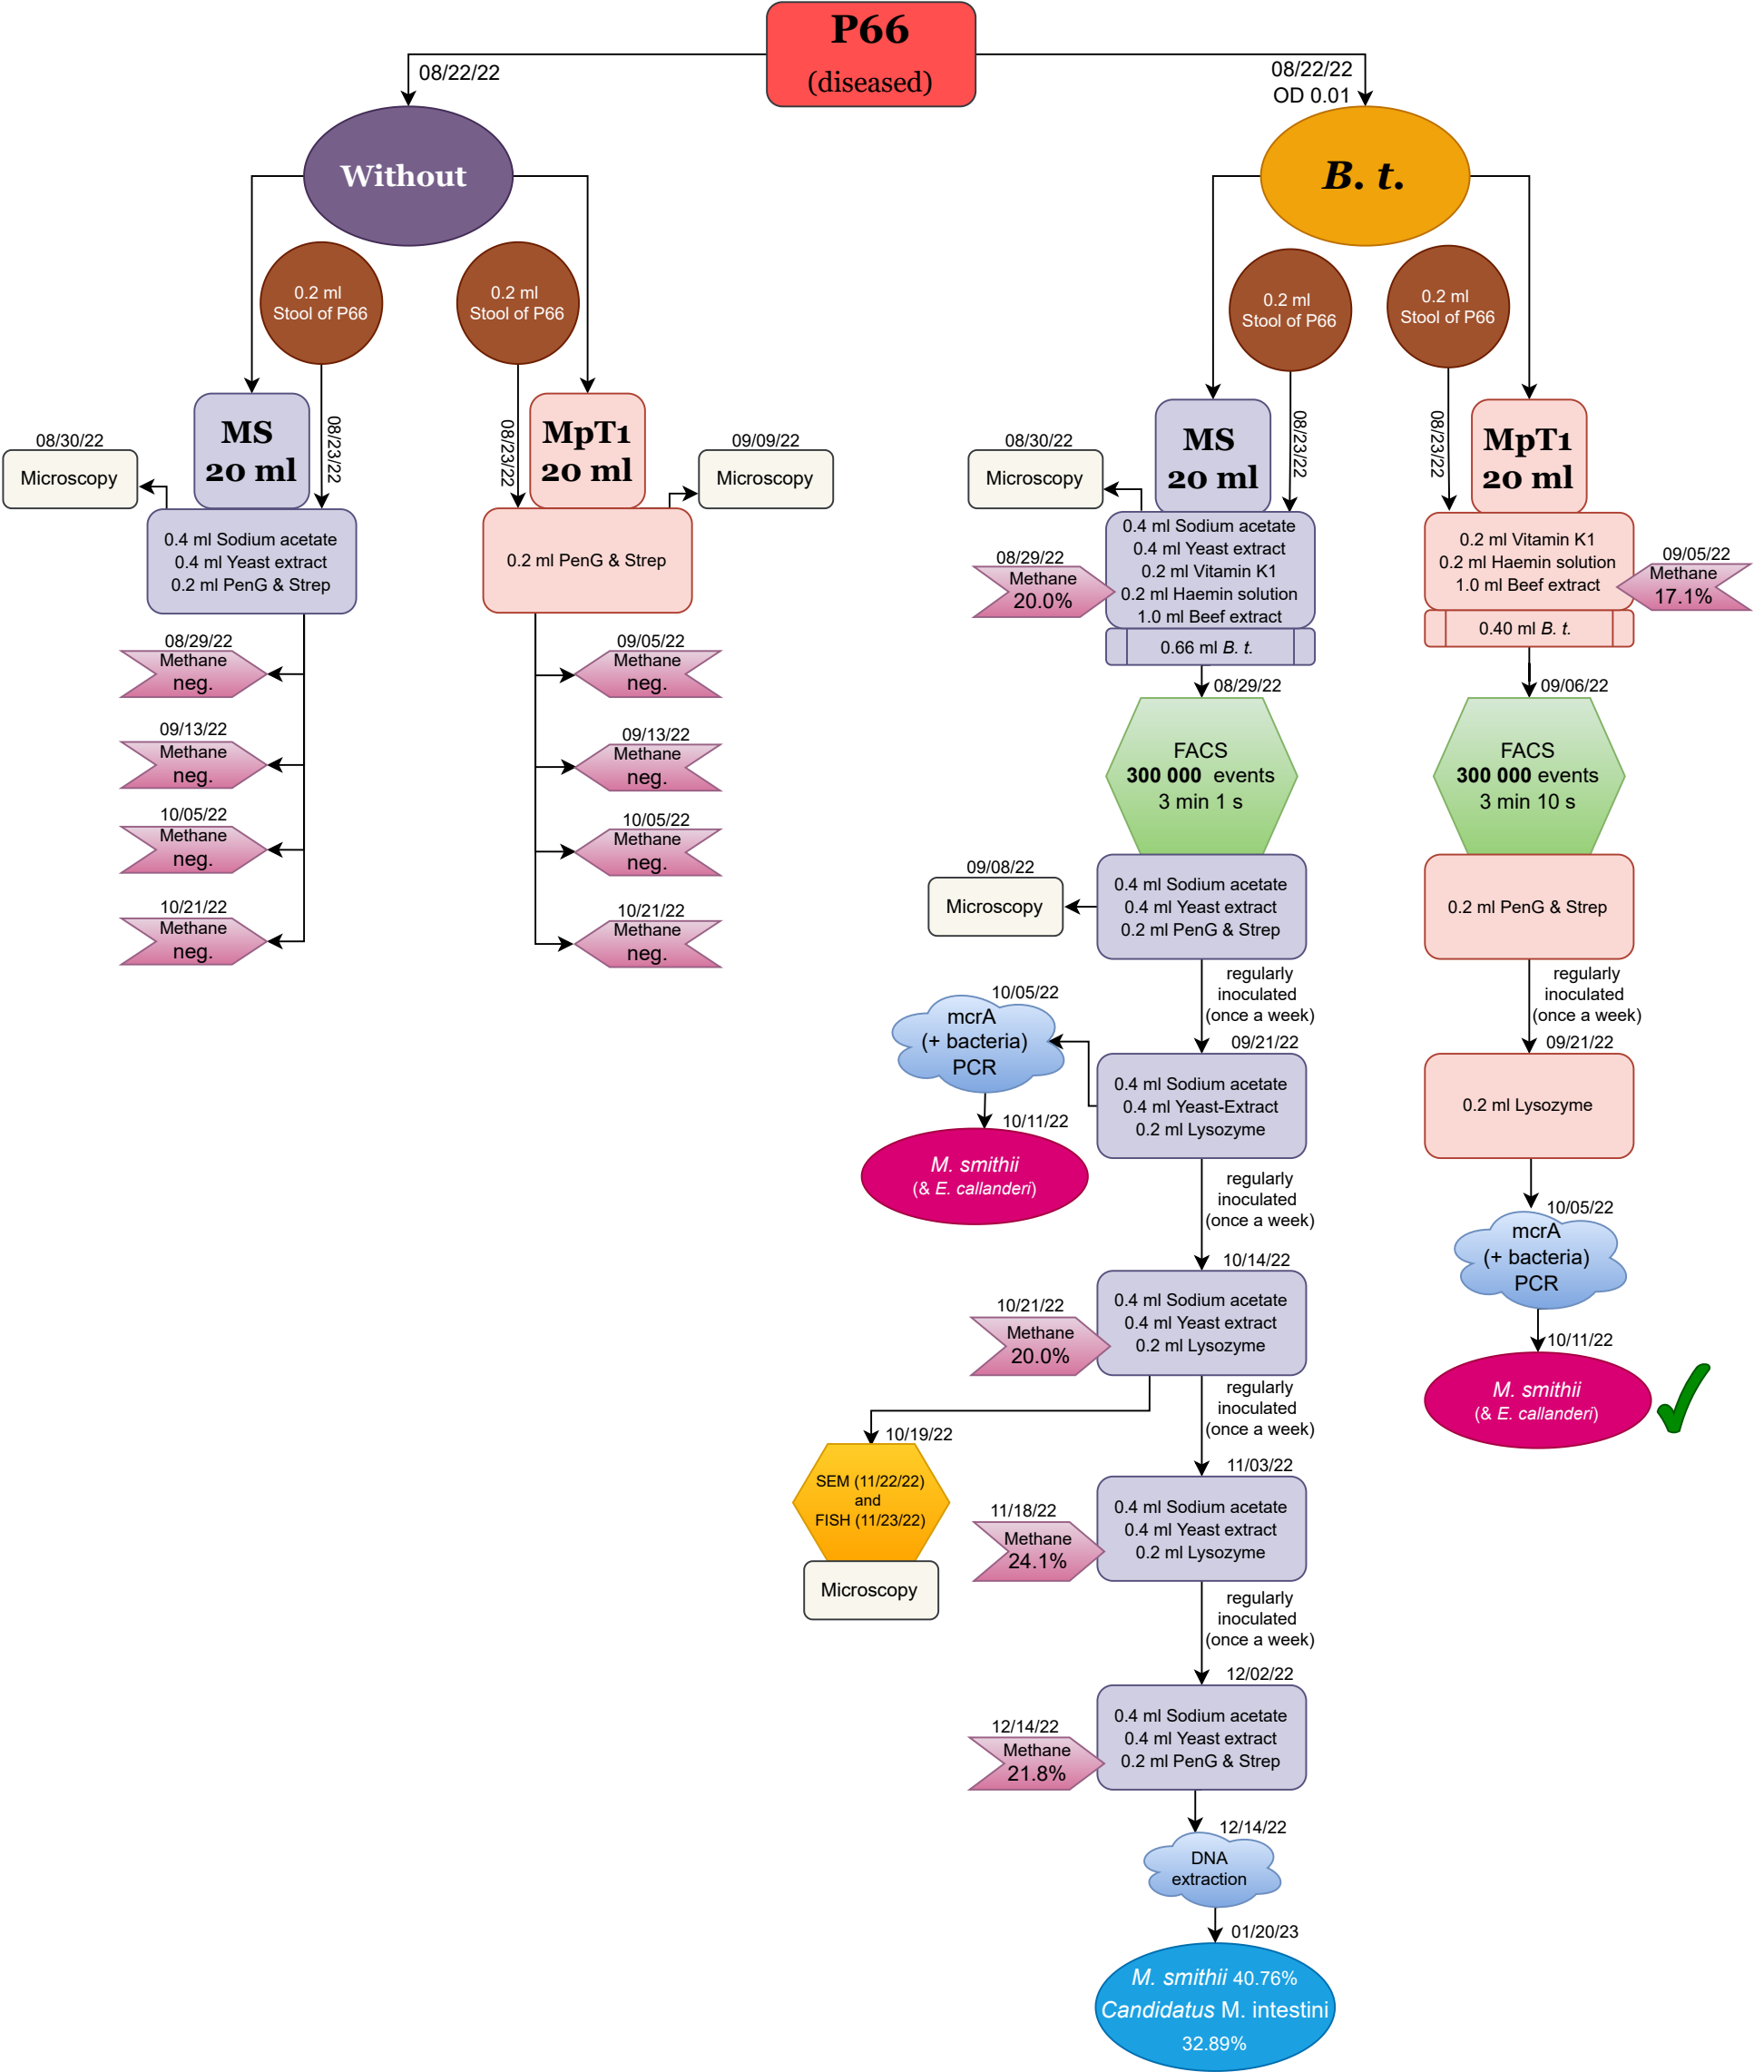 P66
(diseased)
08/22/22
08/22/22
OD 0.01
Without
B. t.
0.2 ml
Stool of P66
0.2 ml
Stool of P66
0.2 ml
Stool of P66
0.2 ml
Stool of P66
08/23/22
08/23/22
08/23/22
08/23/22
MS
20 ml
MpT1
20 ml
MS
20 ml
MpT1
20 ml
08/30/22
Microscopy
0.4 ml Sodium acetate
0.4 ml Yeast extract
0.2 ml PenG & Strep
09/09/22
Microscopy
0.2 ml PenG & Strep
08/29/22
Methane
neg.
09/13/22
Methane
neg.
10/05/22
Methane
neg.
10/21/22
Methane
neg.
09/05/22
Methane
neg.
09/13/22
Methane
neg.
10/05/22
Methane
neg.
10/21/22
Methane
neg.
08/30/22
Microscopy
08/29/22
Methane
20.0%
0.4 ml Sodium acetate
0.4 ml Yeast extract
0.2 ml Vitamin K1
0.2 ml Haemin solution
1.0 ml Beef extract
0.66 ml B. t.
08/29/22
FACS
300 000 events
3 min 1 s
09/08/22
Microscopy
0.4 ml Sodium acetate
0.4 ml Yeast extract
0.2 ml PenG & Strep
regularly
inoculated
(once a week)
09/21/22
0.4 ml Sodium acetate
0.4 ml Yeast-Extract
0.2 ml Lysozyme
10/05/22
mcrA
(+ bacteria)
PCR
10/11/22
M. smithii
(& E. callanderi)
regularly
inoculated
(once a week)
10/14/22
0.4 ml Sodium acetate
0.4 ml Yeast extract
0.2 ml Lysozyme
10/21/22
Methane
20.0%
10/19/22
SEM (11/22/22)
and
FISH (11/23/22)
Microscopy
regularly
inoculated
(once a week)
11/03/22
0.4 ml Sodium acetate
0.4 ml Yeast extract
0.2 ml Lysozyme
11/18/22
Methane
24.1%
regularly
inoculated
(once a week)
12/02/22
0.4 ml Sodium acetate
0.4 ml Yeast extract
0.2 ml PenG & Strep
12/14/22
Methane
21.8%
12/14/22
DNA
extraction
01/20/23
M. smithii 40.76%
Candidatus M. intestini
32.89%
0.2 ml Vitamin K1
0.2 ml Haemin solution
1.0 ml Beef extract
0.40 ml B. t.
09/05/22
Methane
17.1%
09/06/22
FACS
300 000 events
3 min 10 s
0.2 ml PenG & Strep
regularly
inoculated
(once a week)
09/21/22
0.2 ml Lysozyme
10/05/22
mcrA
(+ bacteria)
PCR
10/11/22
M. smithii
(& E. callanderi)